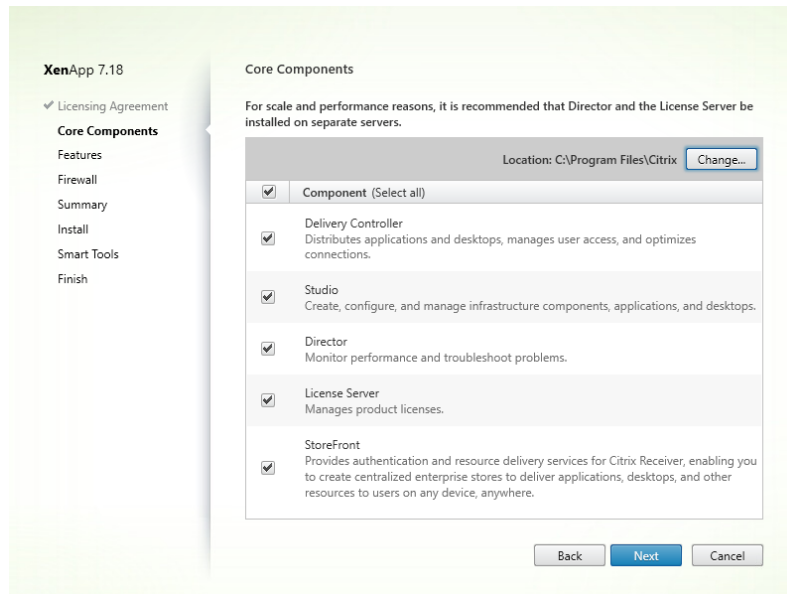 XenApp 7.18
Licensing Agreement
Core Components
Features
Firewall
Summary
Install
Smart Tools
Finish
Core Components
For scale and performance reasons, it is recommended that Director and the License Server be
installed on separate servers.
Location: C:\Program Files\Citrix
Change...
Component (Select all)
Delivery Controller
Distributes applications and desktops, manages user access, and optimizes
connections.
Studio
Create, configure, and manage infrastructure components, applications, and desktops.
Director
Monitor performance and troubleshoot problems.
License Server
Manages product licenses.
StoreFront
Provides authentication and resource delivery services for Citrix Receiver, enabling you
to create centralized enterprise stores to deliver applications, desktops, and other
resources to users on any device, anywhere.
Back
Next
Cancel